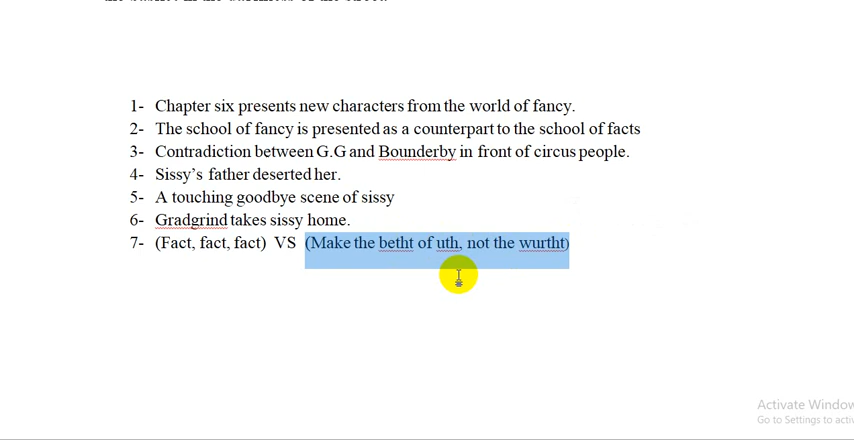 1- Chapter six presents new characters from the world of fancy.
2- The school of fancy is presented as a counterpart to the school of facts
3- Contradiction between G.G and Bounderby in front of circus people.
4- Sissy's father deserted her.
5- A touching goodbye scene of sissy
6- Gradgrind takes sissy home.
7- (Fact, fact, fact) VS (Make the betht of uth, not the wurtht)
Activate Window
Go to Settings to activ